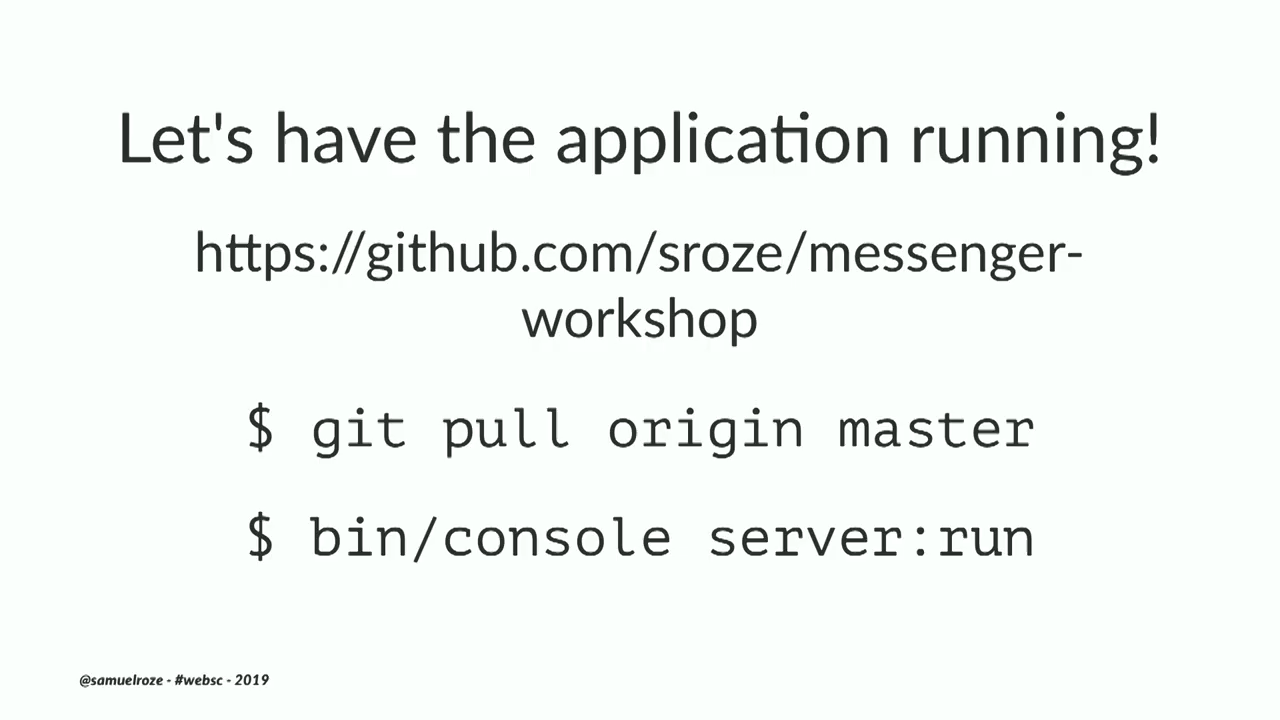 Let's have the application running!
https://github.com/sroze/messenger-
workshop
$ git pull origin master
$ bin/console server:run
@samuelroze - #websc - 2019